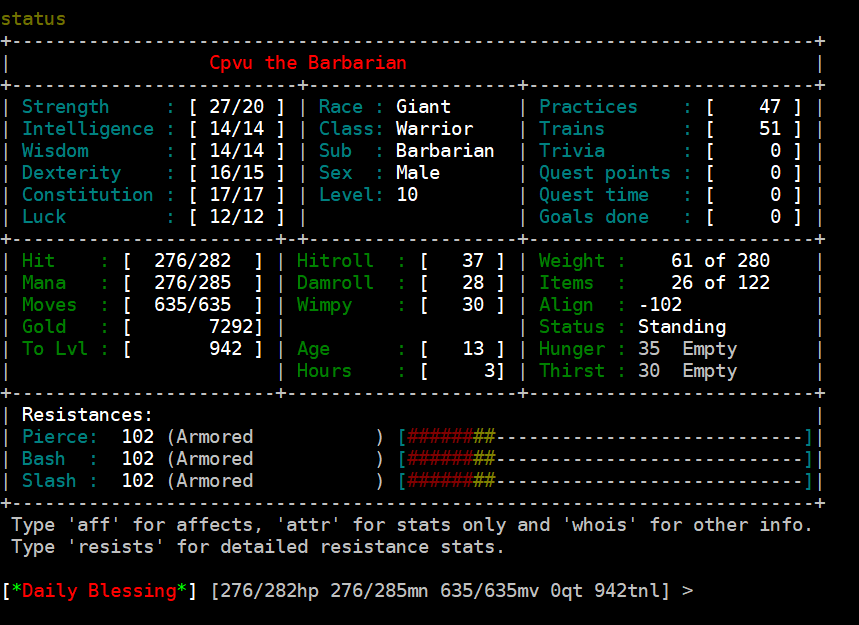 status
+-------------------------------------------------------------------------+
|                  Cpvu the Barbarian                                     |
+--------------------------+-------------------+--------------------------+
| Strength     : [ 27/20 ] | Race : Giant      | Practices    : [    47 ] |
| Intelligence : [ 14/14 ] | Class: Warrior    | Trains       : [    51 ] |
| Wisdom       : [ 14/14 ] | Sub  : Barbarian  | Trivia       : [     0 ] |
| Dexterity    : [ 16/15 ] | Sex  : Male       | Quest points : [     0 ] |
| Constitution : [ 17/17 ] | Level: 10         | Quest time   : [     0 ] |
| Luck         : [ 12/12 ] |                   | Goals done   : [     0 ] |
+------------------------+-+-------------------+--------------------------+
| Hit    : [  276/282  ] | Hitroll  : [   37 ] | Weight :    61 of 280    |
| Mana   : [  276/285  ] | Damroll  : [   28 ] | Items  :    26 of 122    |
| Moves  : [  635/635  ] | Wimpy    : [   30 ] | Align  : -102            |
| Gold   : [       7292] |                     | Status : Standing        |
| To Lvl : [       942 ] | Age      : [   13 ] | Hunger : 35  Empty       |
|                        | Hours    : [     3] | Thirst : 30  Empty       |
+------------------------+---------------------+--------------------------+
| Resistances:                                                            |
| Pierce:  102 (Armored           ) [########----------------------------]|
| Bash  :  102 (Armored           ) [########----------------------------]|
| Slash :  102 (Armored           ) [########----------------------------]|
+-------------------------------------------------------------------------+
 Type 'aff' for affects, 'attr' for stats only and 'whois' for other info.
 Type 'resists' for detailed resistance stats.
[*Daily Blessing*] [276/282hp 276/285mn 635/635mv 0qt 942tnl] >